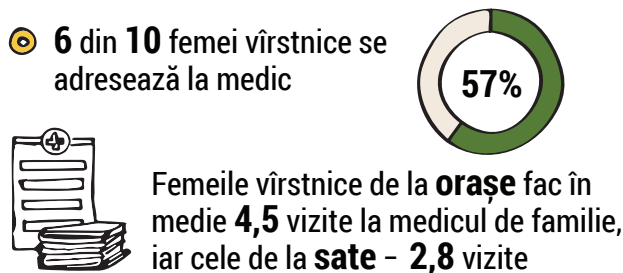 6 din 10 femei vîrstnice se
adresează la medic
57%
Femeile vîrstnice de la orașe fac în
medie 4,5 vizite la medicul de familie,
iar cele de la sate - 2,8 vizite